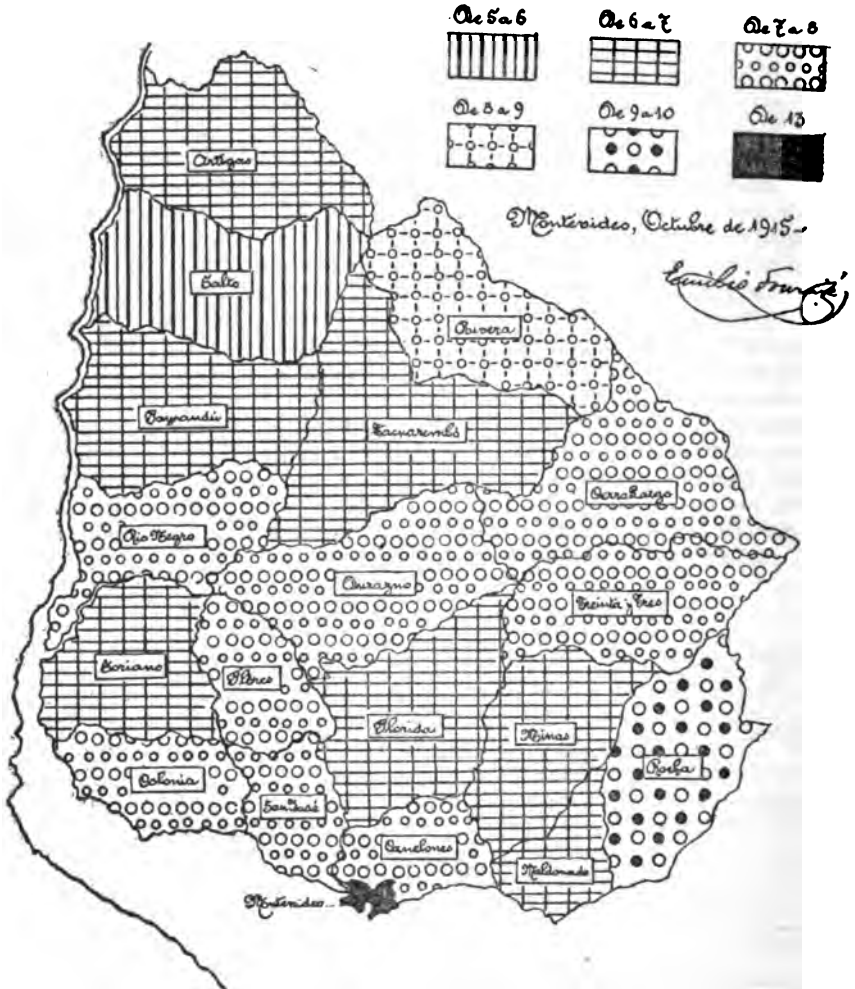 De 5 a 6
De 6 a 7
De 7 a 8
De 8 a 9
De 9 a 10
De 13
Montevideo, Octubre de 1915-
Emilio
Artigas
Salto
Rivera
Paysandú
Tacuarembó
Cerro Largo
Rio Negro
Durazno
Treinta y Tres
Soriano
Flores
Florida
Minas
Rocha
Colonia
San José
Canelones
Maldonado
Montevideo